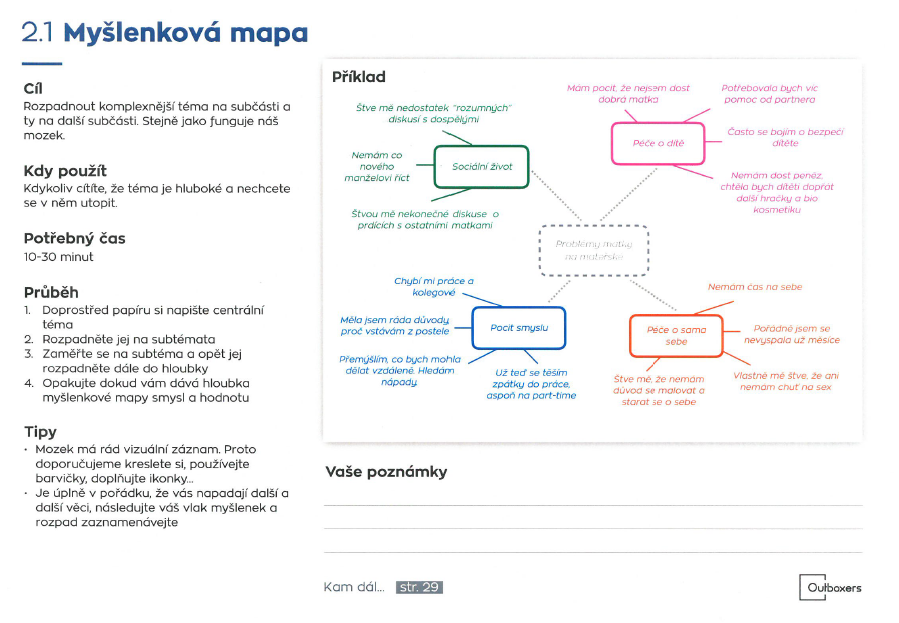 2.1 Myšlenková mapa
Cíl
Rozpadnout komplexnější téma na subčásti a
ty na další subčásti. Stejně jako funguje náš
mozek.
Kdy použít
Kdykoliv cítíte, že téma je hluboké a nechcete
se v něm utopit.
Potřebný čas
10-30 minut
Průběh
1. Doprostřed papíru si napište centrální
téma
2. Rozpadněte jej na subtémata
3. Zaměřte se na subtéma a opět jej
rozpadněte dále do hloubky
4. Opakujte dokud vám dává hloubka
myšlenkové mapy smysl a hodnotu
Tipy
• Mozek má rád vizuální záznam. Proto
doporučujeme kreslete si, používejte
barvičky, doplňujte ikonky...
• Je úplně v pořádku, že vás napadají další a
další věci, následujte váš vlak myšlenek a
rozpad zaznamenávejte
Příklad
Štve mě nedostatek "rozumných"
diskusí s dospělými
Nemám co
nového
manželovi říct
Sociální život
Štvou mě nekonečné diskuse o
prdících s ostatními matkami
Mám pocit, že nejsem dost
dobrá matka
Potřebovala bych víc
pomoc od partnera
Péče o dítě
Často se bojím o bezpečí
dítěte
Nemám dost peněz,
chtěla bych dítěti dopřát
další hračky a bio
kosmetiku
Problémy matky
na mateřské
Chybí mi práce a
kolegové
Měla jsem ráda důvody,
proč vstávám z postele
Pocit smyslu
Přemýšlím, co bych mohla
dělat vzdáleně. Hledám
nápady.
Už teď se těším
zpátky do práce,
aspoň na part-time
Nemám čas na sebe
Péče o sama
sebe
Pořádně jsem se
nevyspala už měsíce
Štve mě, že nemám
důvod se malovat a
starat se o sebe
Vlastně mě štve, že ani
nemám chuť na sex
Vaše poznámky
Kam dál... str. 29
Outboxers